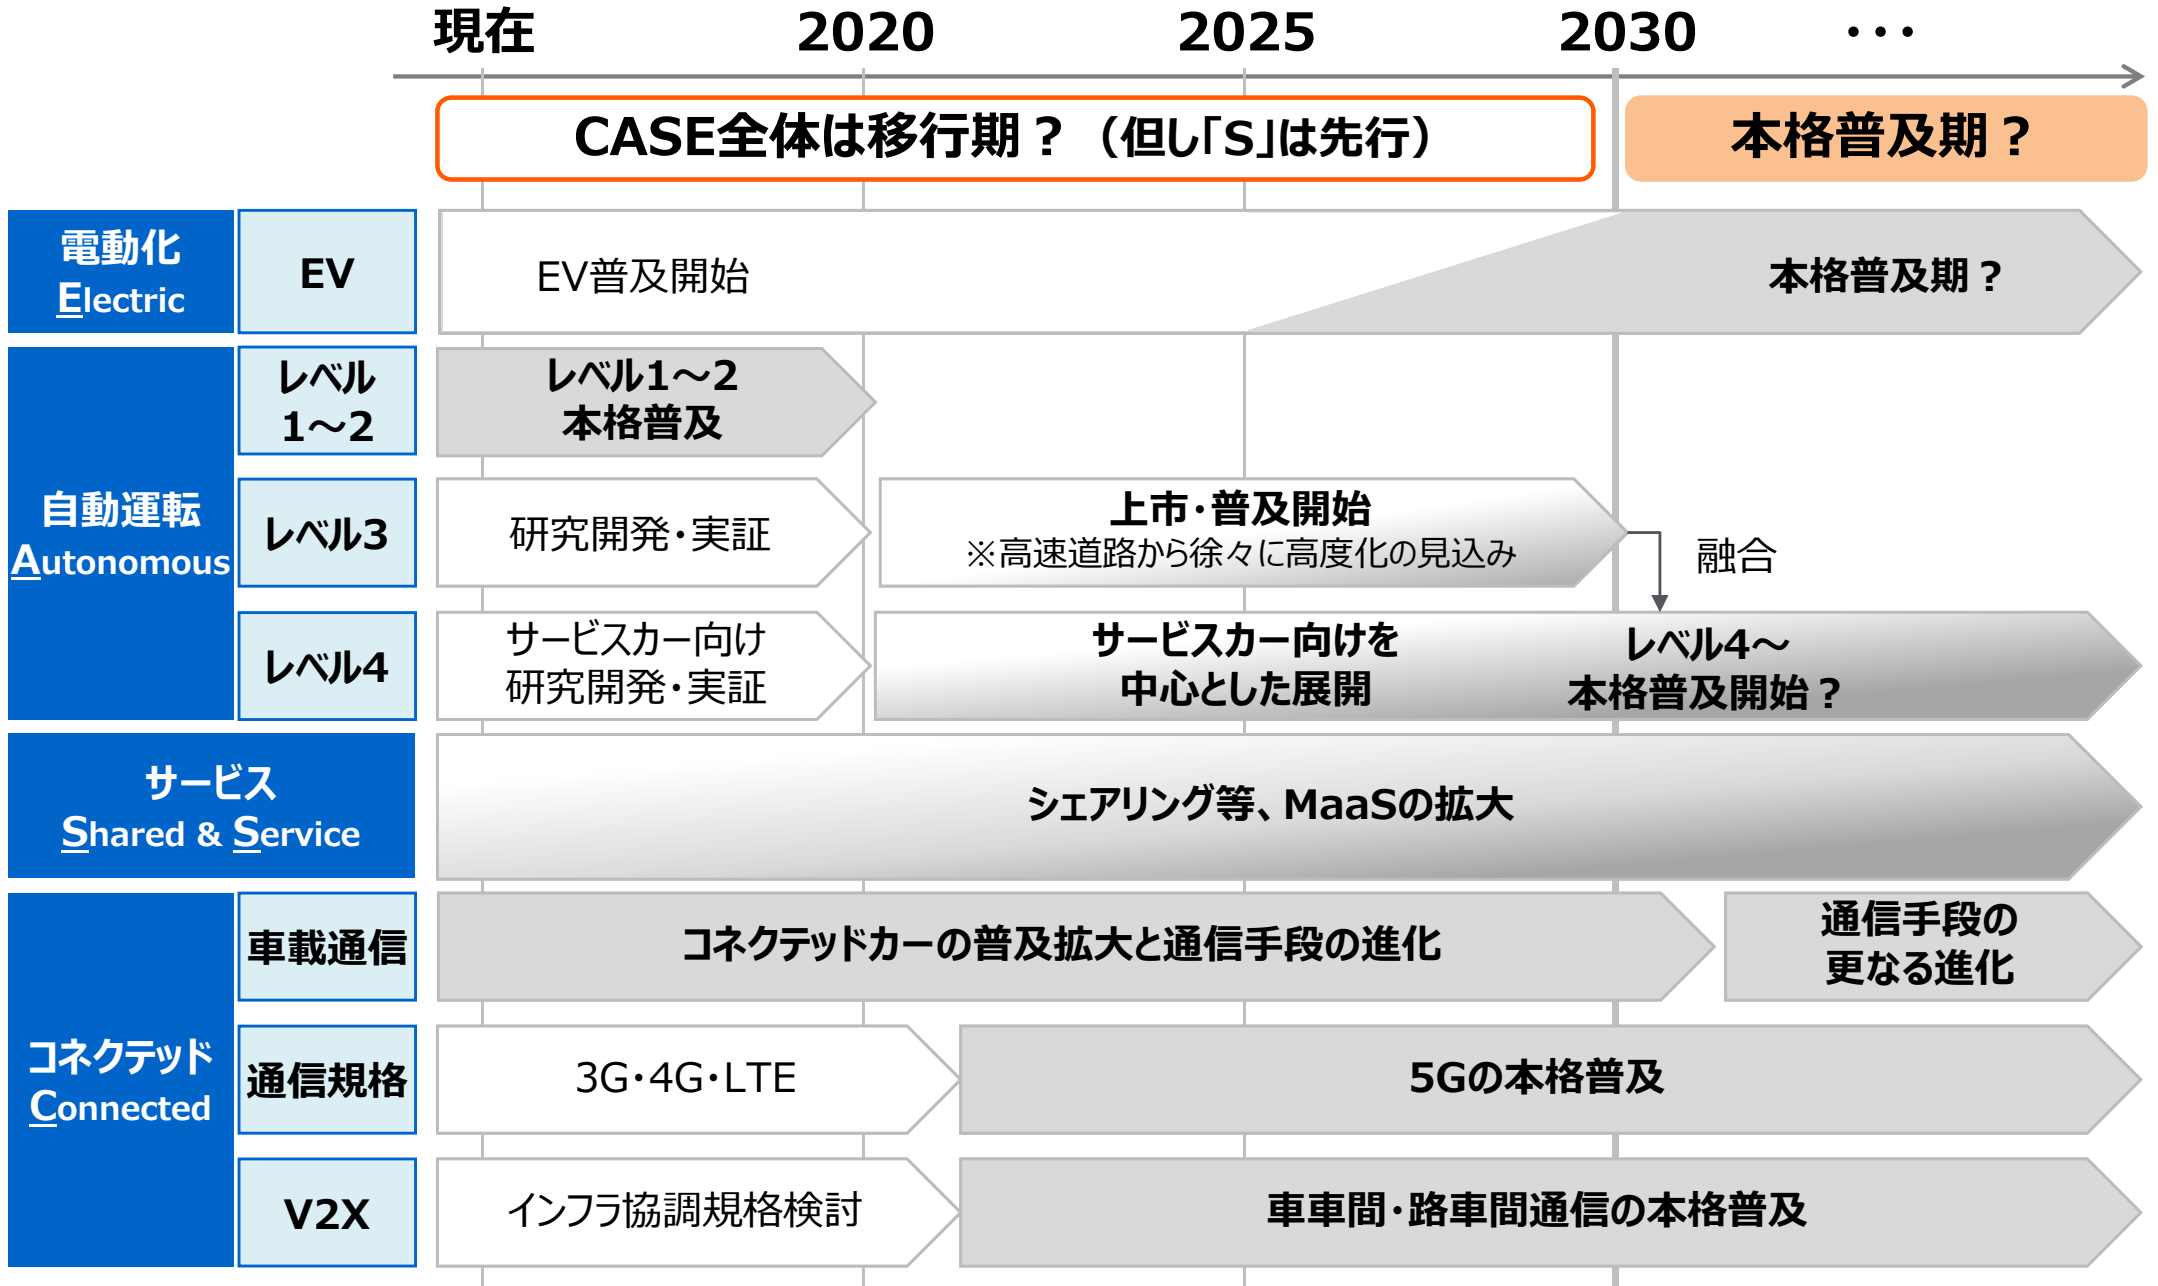 現在 2020 2025 2030 ・・・
CASE全体は移行期？（但し「S」は先行）
本格普及期？
電動化
Electric
EV
EV普及開始
本格普及期？
自動運転
Autonomous
レベル
1～2
レベル1～2
本格普及
レベル3
研究開発・実証
上市・普及開始
※高速道路から徐々に高度化の見込み
融合
レベル4
サービスカー向け
研究開発・実証
サービスカー向けを
中心とした展開
レベル4～
本格普及開始？
サービス
Shared & Service
シェアリング等、MaaSの拡大
コネクテッド
Connected
車載通信
コネクテッドカーの普及拡大と通信手段の進化
通信手段の
更なる進化
通信規格
3G・4G・LTE
5Gの本格普及
V2X
インフラ協調規格検討
車車間・路車間通信の本格普及